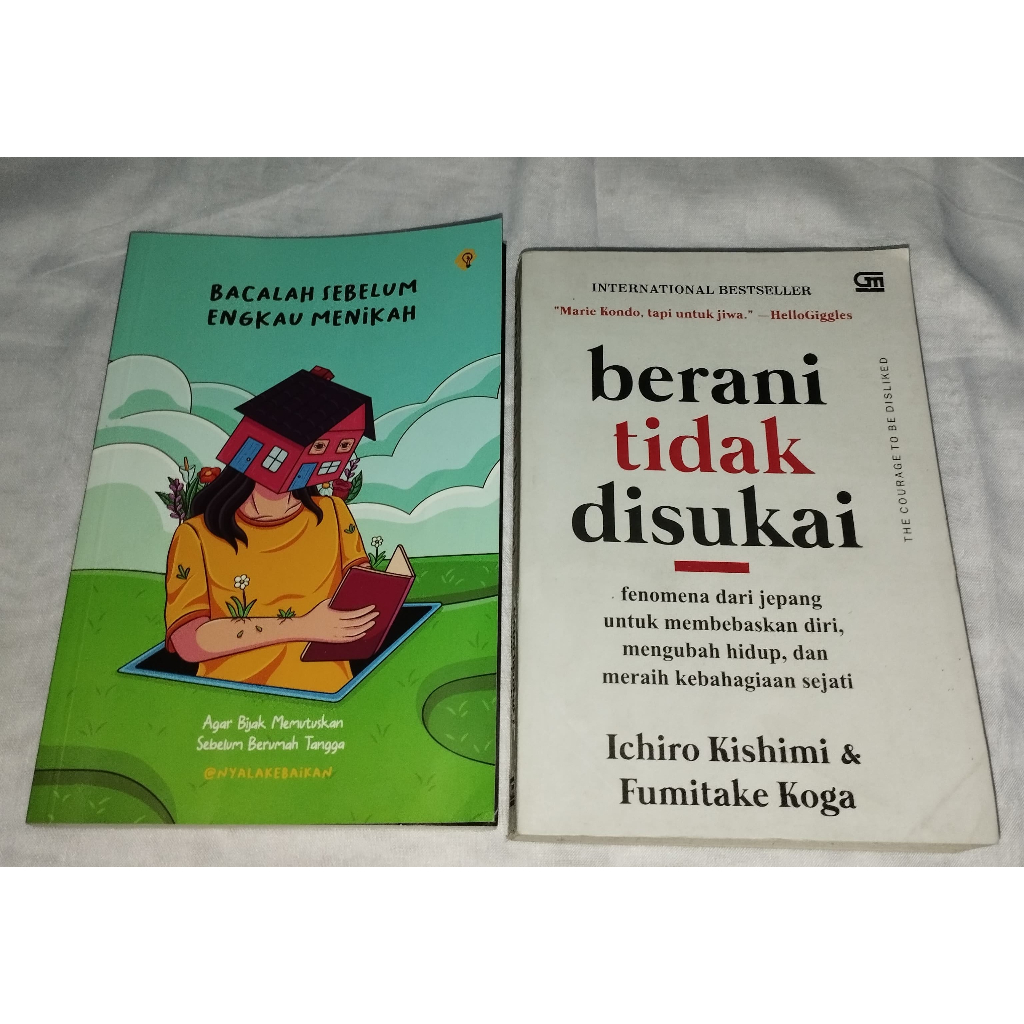 BACALAH SEBELUM
ENGKAU MENIKAH
Agar Bijak Memutuskan
Sebelum Berumah Tangga
@NYALAKEBAIKAN
GM
INTERNATIONAL BESTSELLER
"Marie Kondo, tapi untuk jiwa." —HelloGiggles
berani
tidak
disukai
THE COURAGE TO BE DISLIKED
fenomena dari jepang
untuk membebaskan diri,
mengubah hidup, dan
meraih kebahagiaan sejati
Ichiro Kishimi &
Fumitake Koga